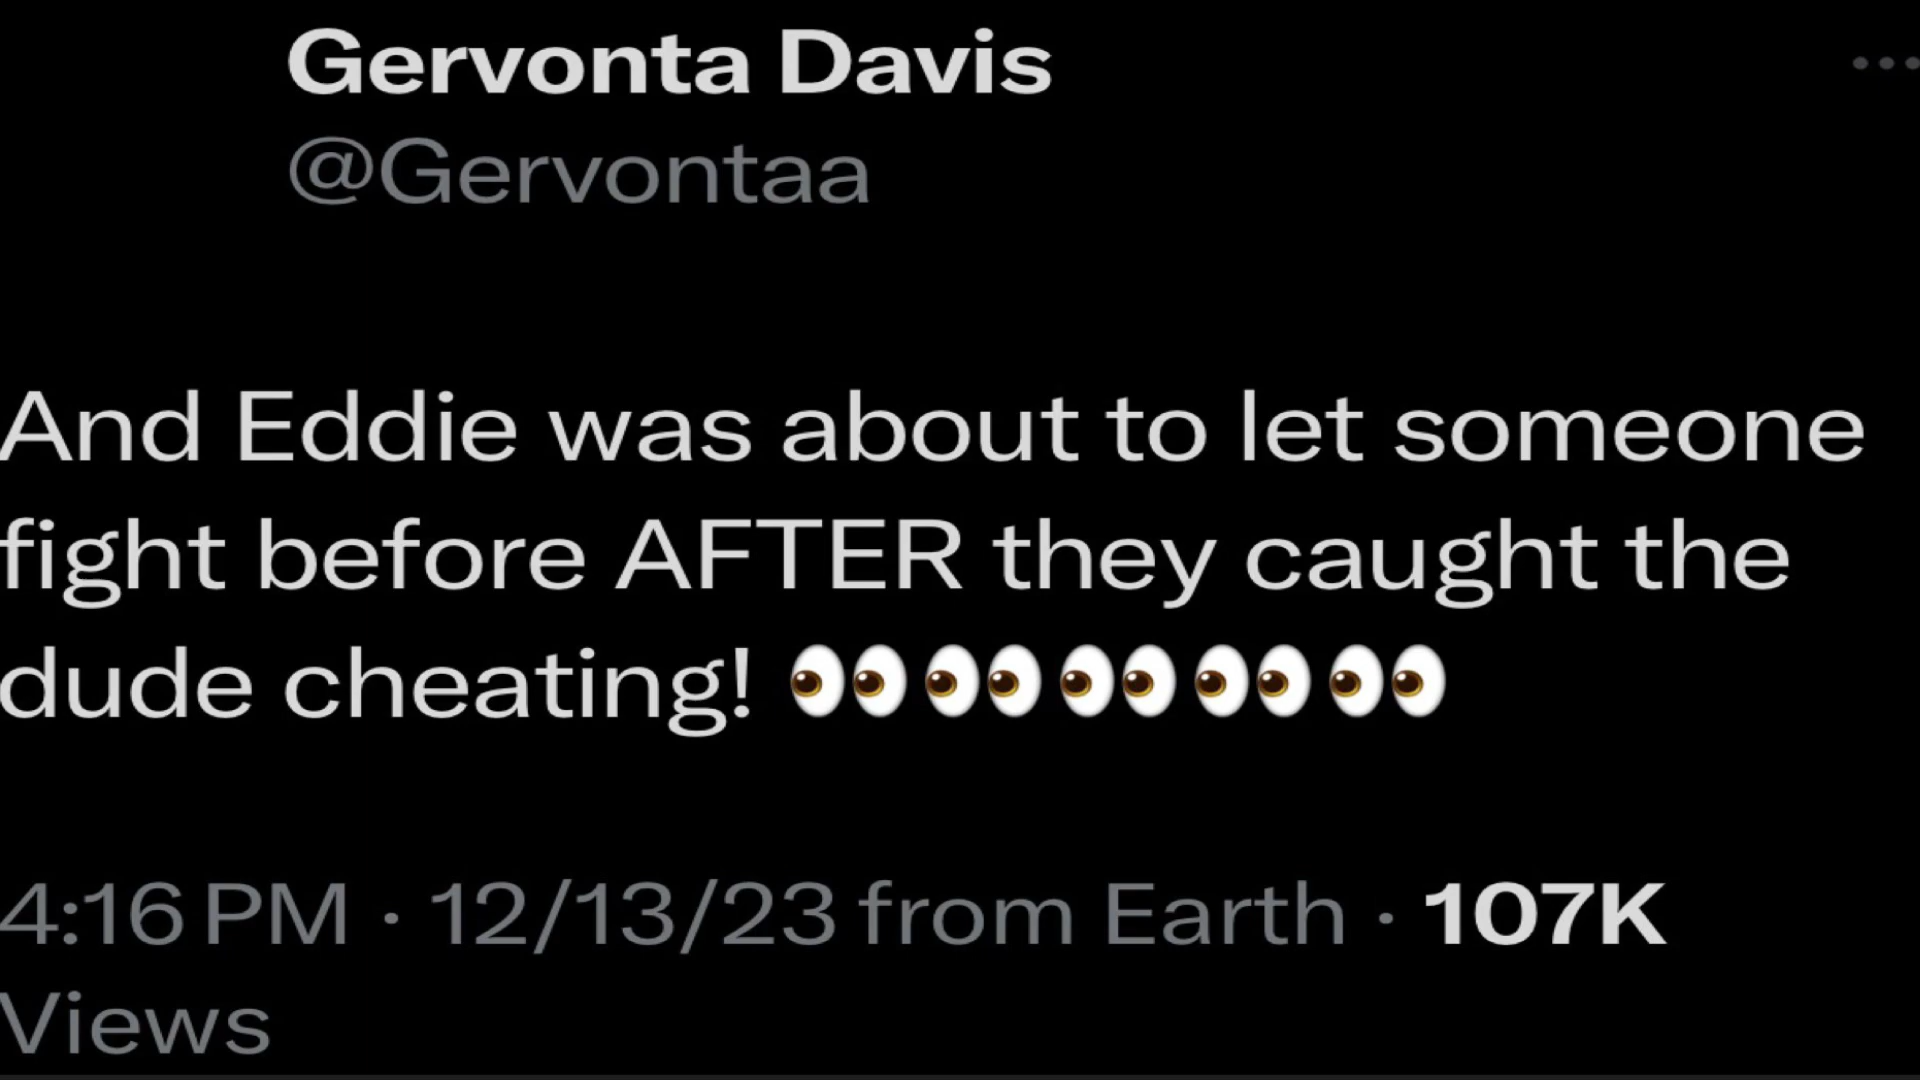 Gervonta Davis
@Gervontaa
And Eddie was about to let someone
fight before AFTER they caught the
dude cheating! 👀👀👀👀👀
4:16 PM · 12/13/23 from Earth · 107K
Views